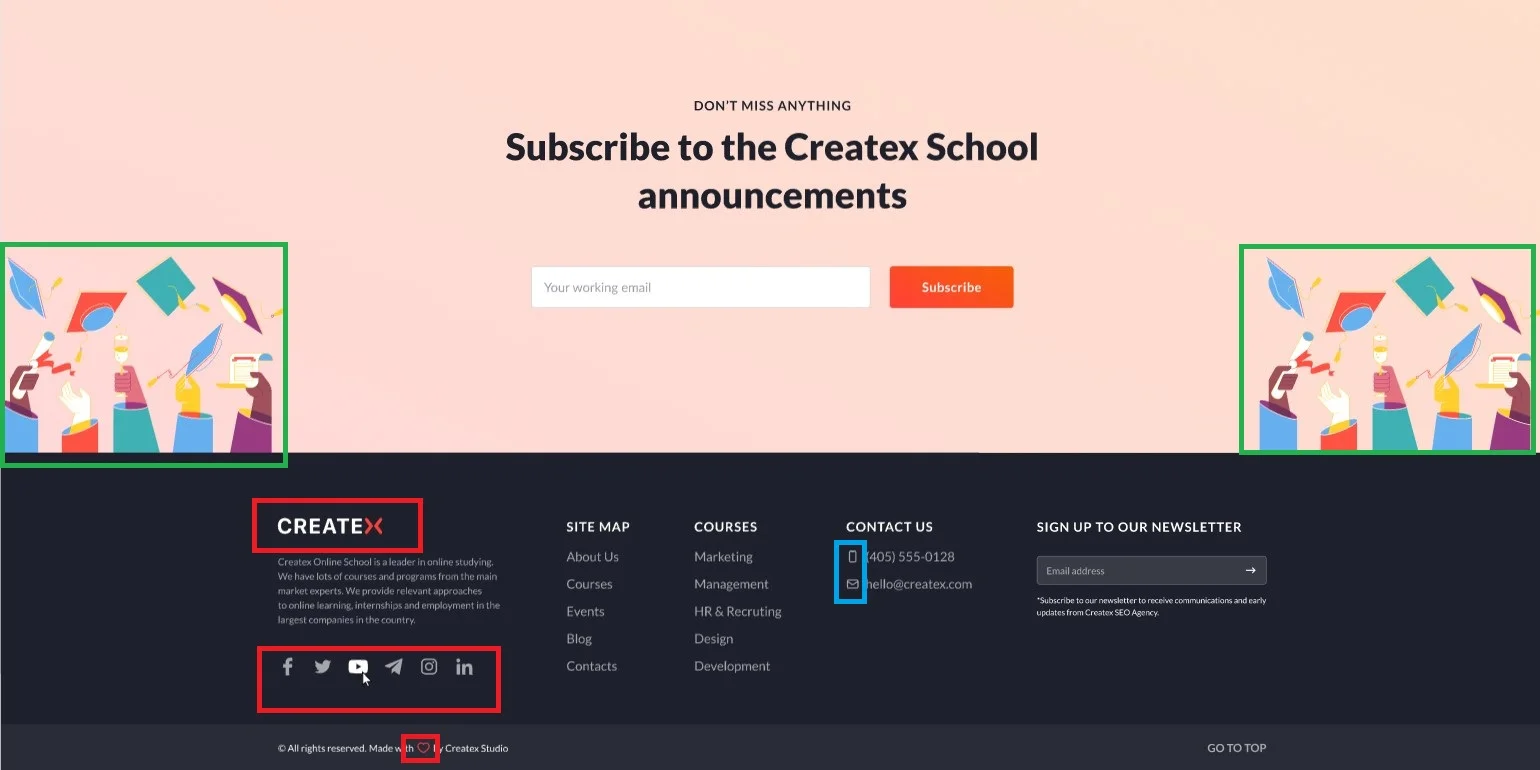 DON'T MISS ANYTHING
Subscribe to the Createx School
announcements
Your working email
Subscribe
CREATEX
Createx Online School is a leader in online studying.
We have lots of courses and programs from the main
market experts. We provide relevant approaches
to online learning, internships and employment in the
largest companies in the country.
SITE MAP
About Us
Courses
Events
Blog
Contacts
COURSES
Marketing
Management
HR & Recruting
Design
Development
CONTACT US
(405) 555-0128
hello@createx.com
SIGN UP TO OUR NEWSLETTER
Email address
*Subscribe to our newsletter to receive communications and early
updates from Createx SEO Agency.
© All rights reserved. Made with by Createx Studio
GO TO TOP